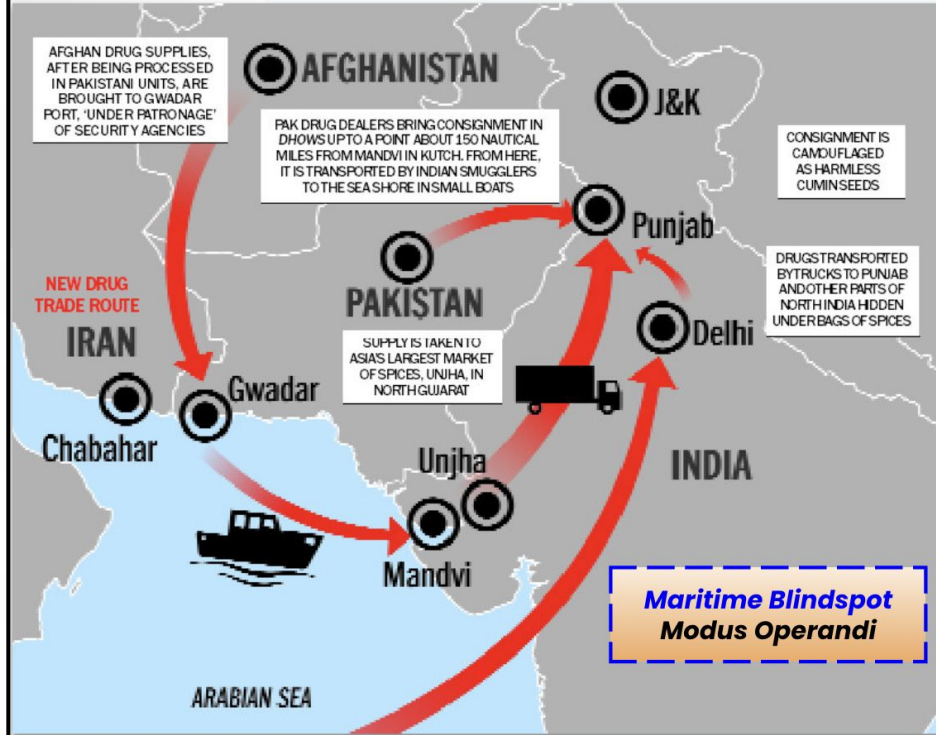 AFGHAN DRUG SUPPLIES,
AFTER BEING PROCESSED
IN PAKISTANI UNITS, ARE
BROUGHT TO GWADAR
PORT, ‘UNDER PATRONAGE’
OF SECURITY AGENCIES
AFGHANISTAN
J&K
PAK DRUG DEALERS BRING CONSIGNMENT IN
DHOWS UPTO A POINT ABOUT 150 NAUTICAL
MILES FROM MANDVI IN KUTCH. FROM HERE,
IT IS TRANSPORTED BY INDIAN SMUGGLERS
TO THE SEA SHORE IN SMALL BOATS
CONSIGNMENT IS
CAMOUFLAGED
AS HARMLESS
CUMIN SEEDS
Punjab
NEW DRUG
TRADE ROUTE
PAKISTAN
DRUGS TRANSPORTED
BY TRUCKS TO PUNJAB
AND OTHER PARTS OF
NORTH INDIA HIDDEN
UNDER BAGS OF SPICES
IRAN
SUPPLY IS TAKEN TO
ASIA'S LARGEST MARKET
OF SPICES, UNJHA, IN
NORTH GUJARAT
Delhi
Gwadar
Chabahar
Unjha
INDIA
Mandvi
Maritime Blindspot
Modus Operandi
ARABIAN SEA